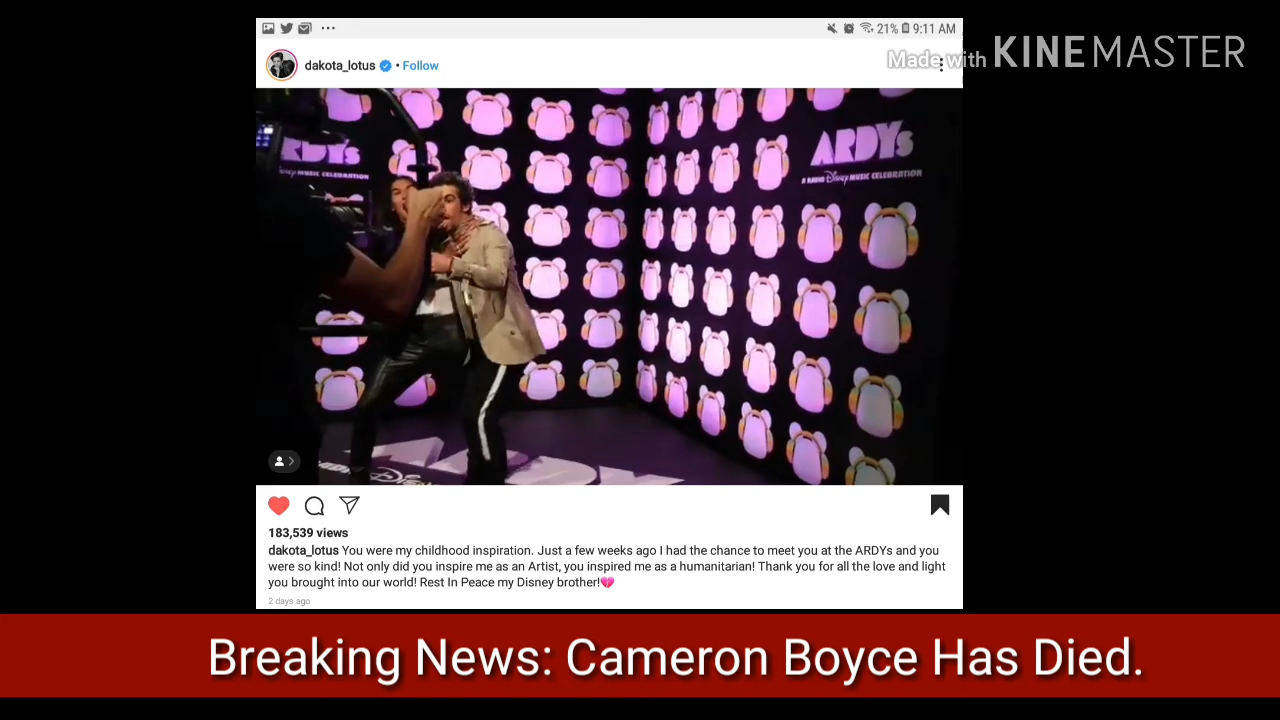 21% 9:11 AM
dakota_lotus • Follow
Made with KINEMASTER
ARDYs
A RADIO Disney MUSIC CELEBRATION
RDYs
Disney MUSIC CELEBRATION
183,539 views
dakota_lotus You were my childhood inspiration. Just a few weeks ago I had the chance to meet you at the ARDYs and you
were so kind! Not only did you inspire me as an Artist, you inspired me as a humanitarian! Thank you for all the love and light
you brought into our world! Rest In Peace my Disney brother!💔
2 days ago
Breaking News: Cameron Boyce Has Died.